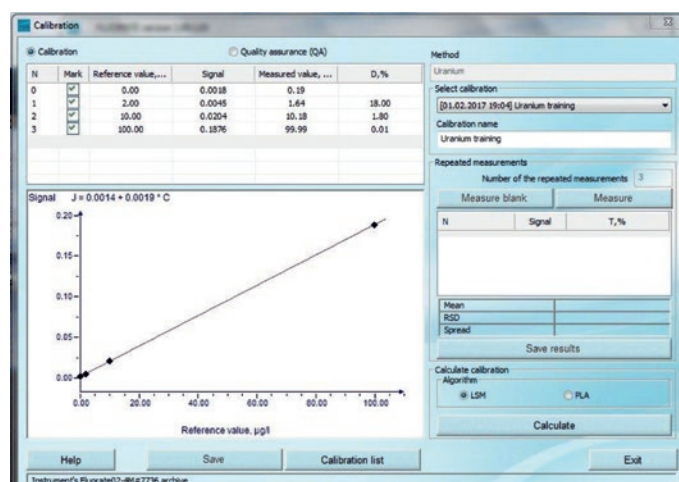 Calibration
Calibration
Quality assurance (QA)
N Mark Reference value,... Signal Measured value, ... D,%
0 0.00 0.0018 0.19
1 2.00 0.0045 1.64 18.00
2 10.00 0.0204 10.18 1.80
3 100.00 0.1876 99.99 0.01
Signal J = 0.0014 + 0.0019 * C
0.20
0.15
0.10
0.05
0.00
0.00 20.00 40.00 60.00 80.00 100.00
Reference value, µg/l
Method
Uranium
Select calibration
[01.02.2017 19:04] Uranium training
Calibration name
Uranium training
Repeated measurements
Number of the repeated measurements 3
Measure blank Measure
N Signal T,%
Mean
RSD
Spread
Save results
Calculate calibration
Algorithm
LSM PLA
Calculate
Help Save Calibration list Exit